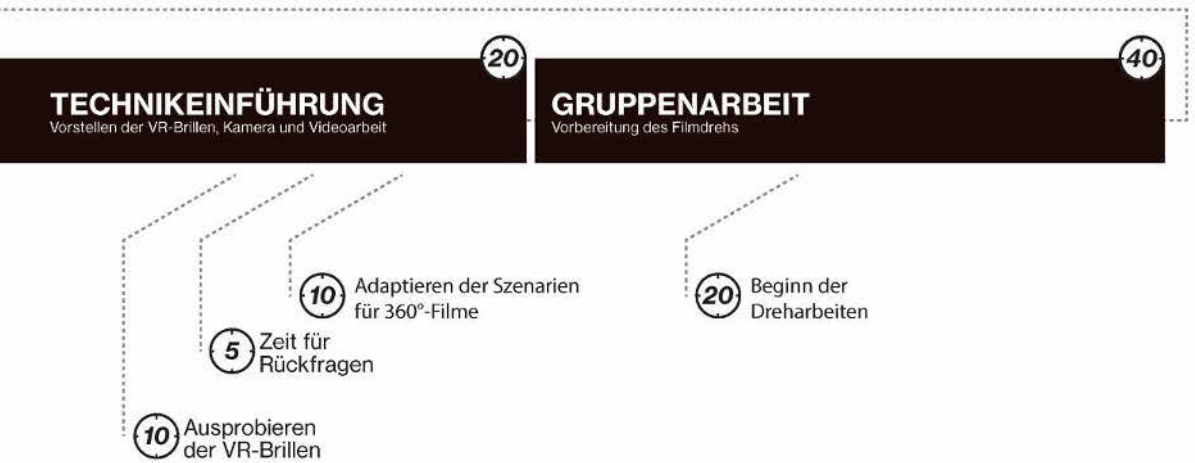 20
TECHNIKEINFÜHRUNG
Vorstellen der VR-Brillen, Kamera und Videoarbeit
40
GRUPPENARBEIT
Vorbereitung des Filmdrehs
10
Adaptieren der Szenarien
für 360°-Filme
20
Beginn der
Dreharbeiten
5
Zeit für
Rückfragen
10
Ausprobieren
der VR-Brillen